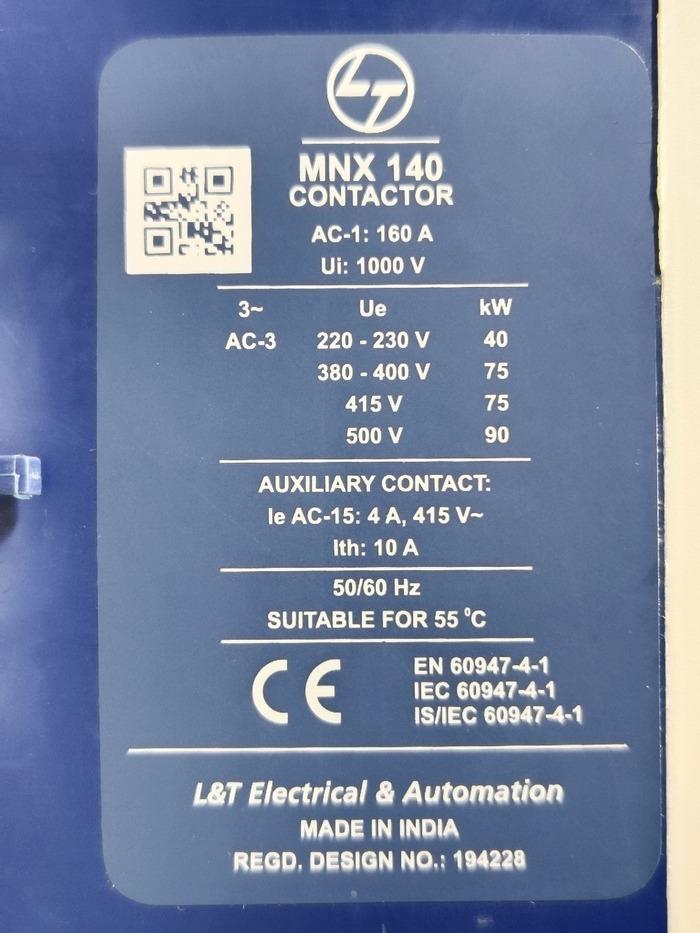 LT
MNX 140
CONTACTOR
AC-1: 160 A
Ui: 1000 V
3~ Ue kW
AC-3 220 - 230 V 40
380 - 400 V 75
415 V 75
500 V 90
AUXILIARY CONTACT:
Ie AC-15: 4 A, 415 V~
Ith: 10 A
50/60 Hz
SUITABLE FOR 55 ⁰C
CE
EN 60947-4-1
IEC 60947-4-1
IS/IEC 60947-4-1
L&T Electrical & Automation
MADE IN INDIA
REGD. DESIGN NO.: 194228